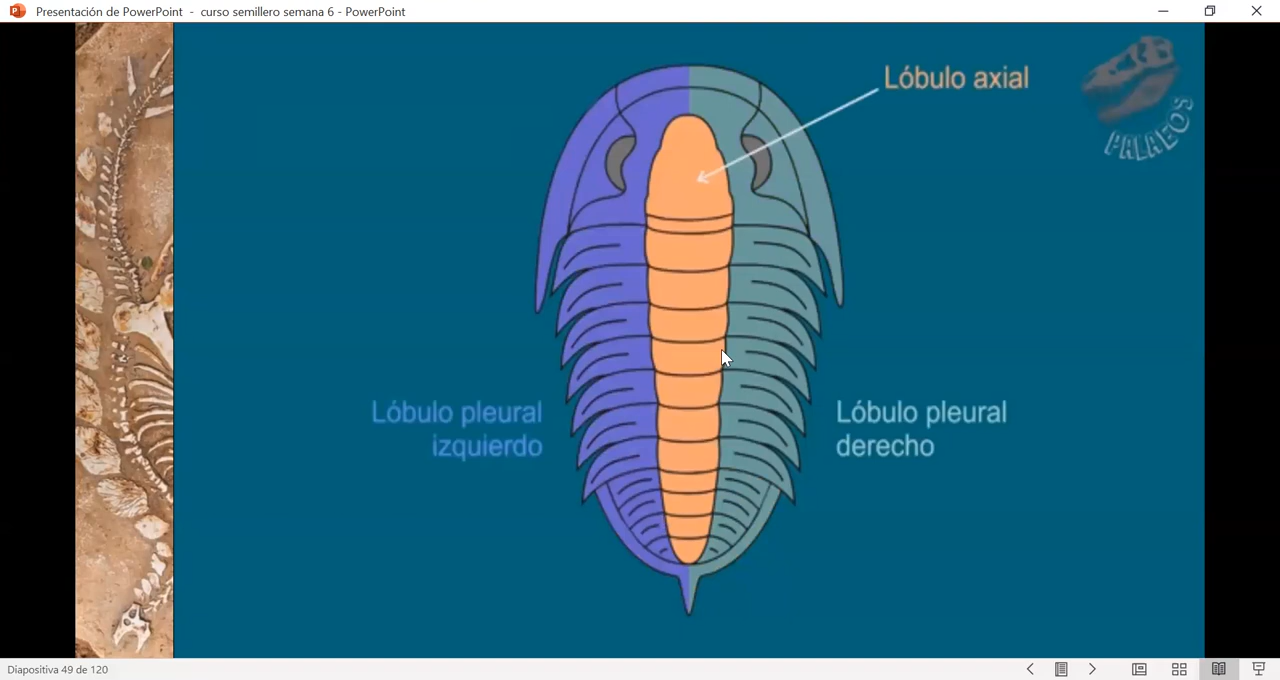 Presentación de PowerPoint - curso semillero semana 6 - PowerPoint
Lóbulo axial
PALAEOS
Lóbulo pleural
izquierdo
Lóbulo pleural
derecho
Diapositiva 49 de 120